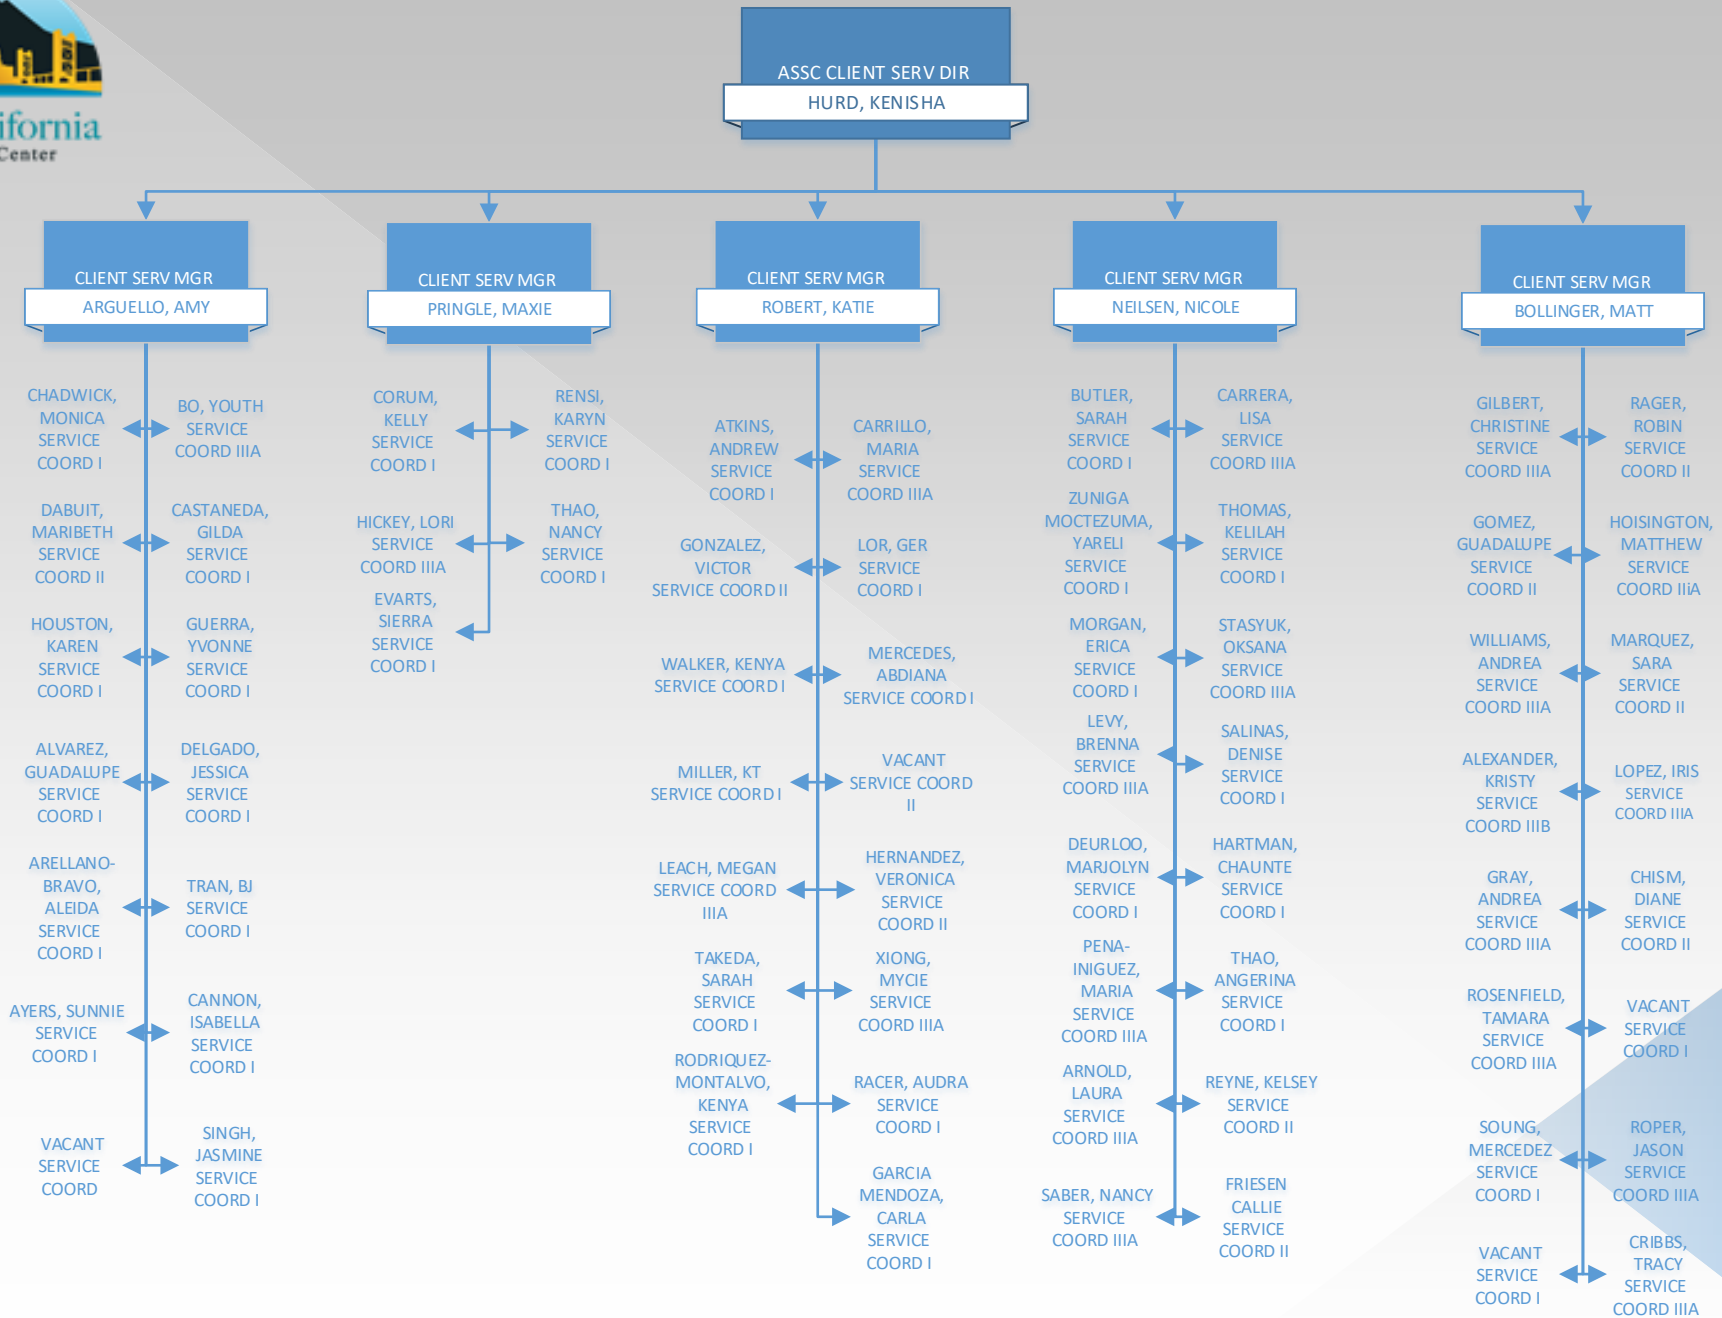 ifornia
Center
ASSC CLIENT SERV DIR
HURD, KENISHA
CLIENT SERV MGR
ARGUELLO, AMY
CHADWICK,
MONICA
SERVICE
COORD I
BO, YOUTH
SERVICE
COORD IIIA
DABUIT,
MARIBETH
SERVICE
COORD II
CASTANEDA,
GILDA
SERVICE
COORD I
HOUSTON,
KAREN
SERVICE
COORD I
GUERRA,
YVONNE
SERVICE
COORD I
ALVAREZ,
GUADALUPE
SERVICE
COORD I
DELGADO,
JESSICA
SERVICE
COORD I
ARELLANO-
BRAVO,
ALEIDA
SERVICE
COORD I
TRAN, BJ
SERVICE
COORD I
AYERS, SUNNIE
SERVICE
COORD I
CANNON,
ISABELLA
SERVICE
COORD I
VACANT
SERVICE
COORD
SINGH,
JASMINE
SERVICE
COORD I
CLIENT SERV MGR
PRINGLE, MAXIE
CORUM,
KELLY
SERVICE
COORD I
RENSI,
KARYN
SERVICE
COORD I
HICKEY, LORI
SERVICE
COORD IIIA
THAO,
NANCY
SERVICE
COORD I
EVARTS,
SIERRA
SERVICE
COORD I
CLIENT SERV MGR
ROBERT, KATIE
ATKINS,
ANDREW
SERVICE
COORD I
CARRILLO,
MARIA
SERVICE
COORD IIIA
GONZALEZ,
VICTOR
SERVICE COORD II
LOR, GER
SERVICE
COORD I
WALKER, KENYA
SERVICE COORD I
MERCEDES,
ABDIANA
SERVICE COORD I
MILLER, KT
SERVICE COORD I
VACANT
SERVICE COORD
II
LEACH, MEGAN
SERVICE COORD
IIIA
HERNANDEZ,
VERONICA
SERVICE
COORD II
TAKEDA,
SARAH
SERVICE
COORD I
XIONG,
MYCIE
SERVICE
COORD IIIA
RODRIQUEZ-
MONTALVO,
KENYA
SERVICE
COORD I
RACER, AUDRA
SERVICE
COORD I
GARCIA
MENDOZA,
CARLA
SERVICE
COORD I
CLIENT SERV MGR
NEILSEN, NICOLE
BUTLER,
SARAH
SERVICE
COORD I
CARRERA,
LISA
SERVICE
COORD IIIA
ZUNIGA
MOCTEZUMA,
YARELI
SERVICE
COORD I
THOMAS,
KELILAH
SERVICE
COORD I
MORGAN,
ERICA
SERVICE
COORD I
STASYUK,
OKSANA
SERVICE
COORD IIIA
LEVY,
BRENNA
SERVICE
COORD IIIA
SALINAS,
DENISE
SERVICE
COORD I
DEURLOO,
MARJOLYN
SERVICE
COORD I
HARTMAN,
CHAUNTE
SERVICE
COORD I
PENA-
INIGUEZ,
MARIA
SERVICE
COORD IIIA
THAO,
ANGERINA
SERVICE
COORD I
ARNOLD,
LAURA
SERVICE
COORD IIIA
REYNE, KELSEY
SERVICE
COORD II
SABER, NANCY
SERVICE
COORD IIIA
FRIESEN
CALLIE
SERVICE
COORD II
CLIENT SERV MGR
BOLLINGER, MATT
GILBERT,
CHRISTINE
SERVICE
COORD IIIA
RAGER,
ROBIN
SERVICE
COORD II
GOMEZ,
GUADALUPE
SERVICE
COORD II
HOISINGTON,
MATTHEW
SERVICE
COORD IIiA
WILLIAMS,
ANDREA
SERVICE
COORD IIIA
MARQUEZ,
SARA
SERVICE
COORD II
ALEXANDER,
KRISTY
SERVICE
COORD IIIB
LOPEZ, IRIS
SERVICE
COORD IIIA
GRAY,
ANDREA
SERVICE
COORD IIIA
CHISM,
DIANE
SERVICE
COORD II
ROSENFIELD,
TAMARA
SERVICE
COORD IIIA
VACANT
SERVICE
COORD I
SOUNG,
MERCEDEZ
SERVICE
COORD I
ROPER,
JASON
SERVICE
COORD IIIA
VACANT
SERVICE
COORD I
CRIBBS,
TRACY
SERVICE
COORD IIIA